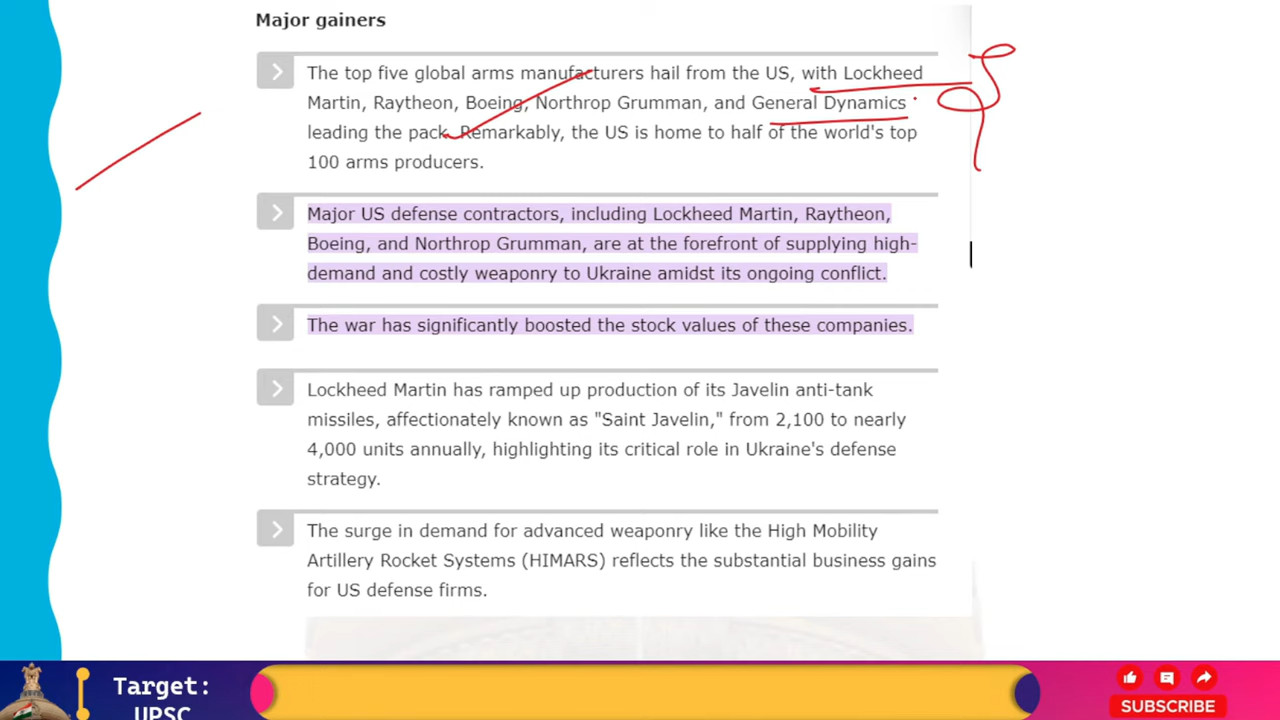 Major gainers
The top five global arms manufacturers hail from the US, with Lockheed
Martin, Raytheon, Boeing, Northrop Grumman, and General Dynamics
leading the pack. Remarkably, the US is home to half of the world's top
100 arms producers.
Major US defense contractors, including Lockheed Martin, Raytheon,
Boeing, and Northrop Grumman, are at the forefront of supplying high-
demand and costly weaponry to Ukraine amidst its ongoing conflict.
The war has significantly boosted the stock values of these companies.
Lockheed Martin has ramped up production of its Javelin anti-tank
missiles, affectionately known as "Saint Javelin," from 2,100 to nearly
4,000 units annually, highlighting its critical role in Ukraine's defense
strategy.
The surge in demand for advanced weaponry like the High Mobility
Artillery Rocket Systems (HIMARS) reflects the substantial business gains
for US defense firms.
Target:
UPSC
SUBSCRIBE